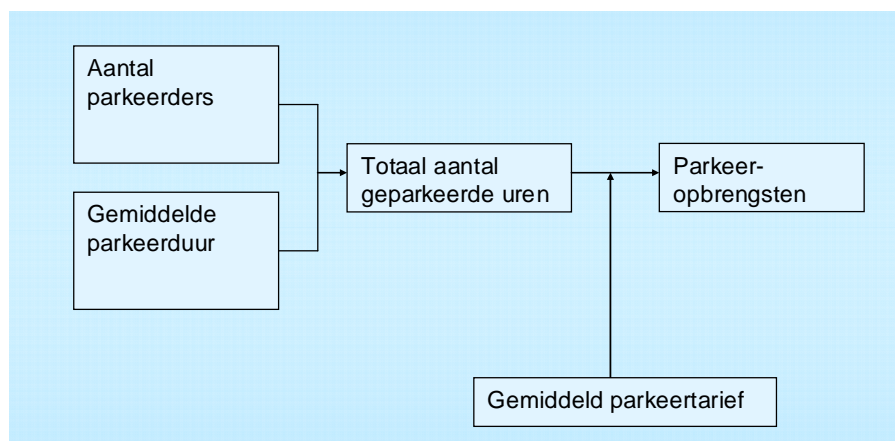 Aantal
parkeerders
Gemiddelde
parkeerduur
Totaal aantal
geparkeerde uren
Parkeer-
opbrengsten
Gemiddeld parkeertarief